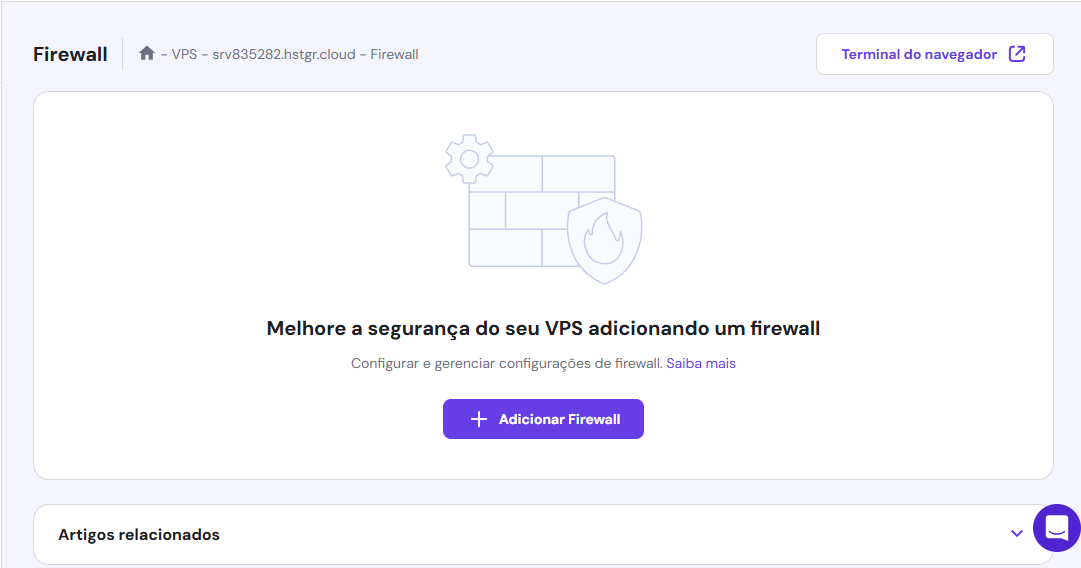 Firewall
- VPS - srv835282.hstgr.cloud - Firewall
Terminal do navegador
Melhore a segurança do seu VPS adicionando um firewall
Configurar e gerenciar configurações de firewall. Saiba mais
Adicionar Firewall
Artigos relacionados